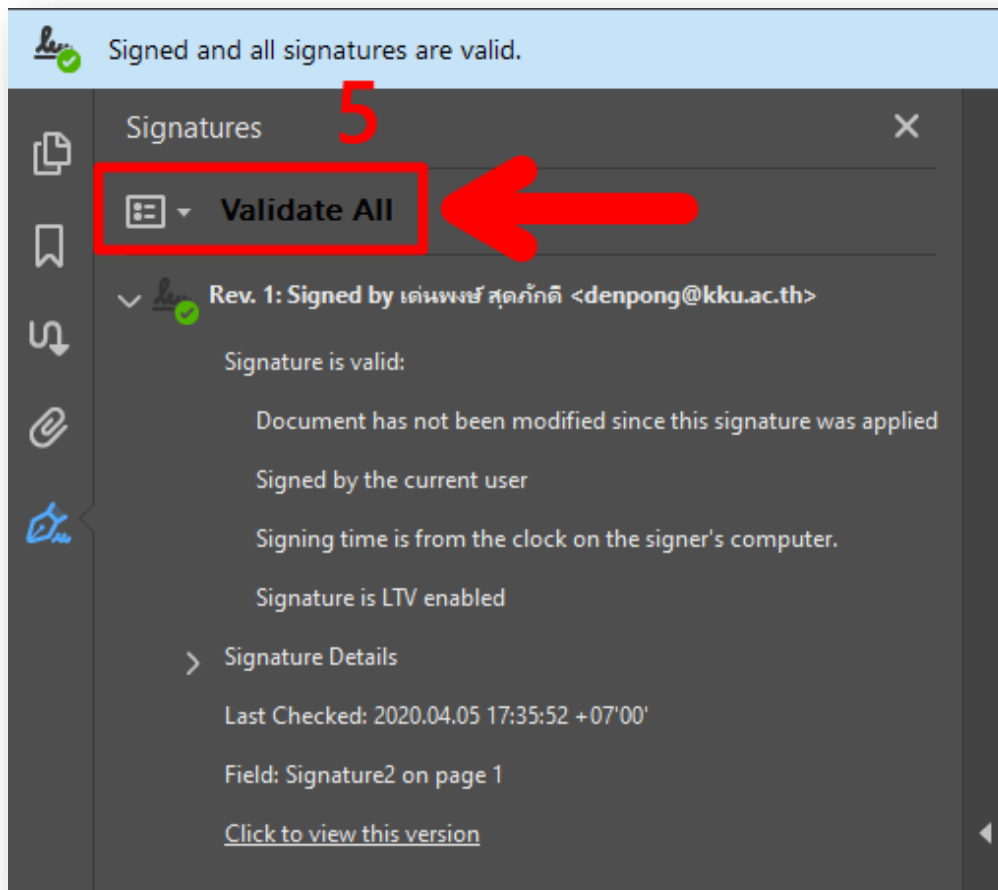 Signed and all signatures are valid.
5
Signatures
Validate All
Rev. 1: Signed by เด่นพงษ์ สุดภักดี <denpong@kku.ac.th>
Signature is valid:
Document has not been modified since this signature was applied
Signed by the current user
Signing time is from the clock on the signer's computer.
Signature is LTV enabled
Signature Details
Last Checked: 2020.04.05 17:35:52 +07'00'
Field: Signature2 on page 1
Click to view this version